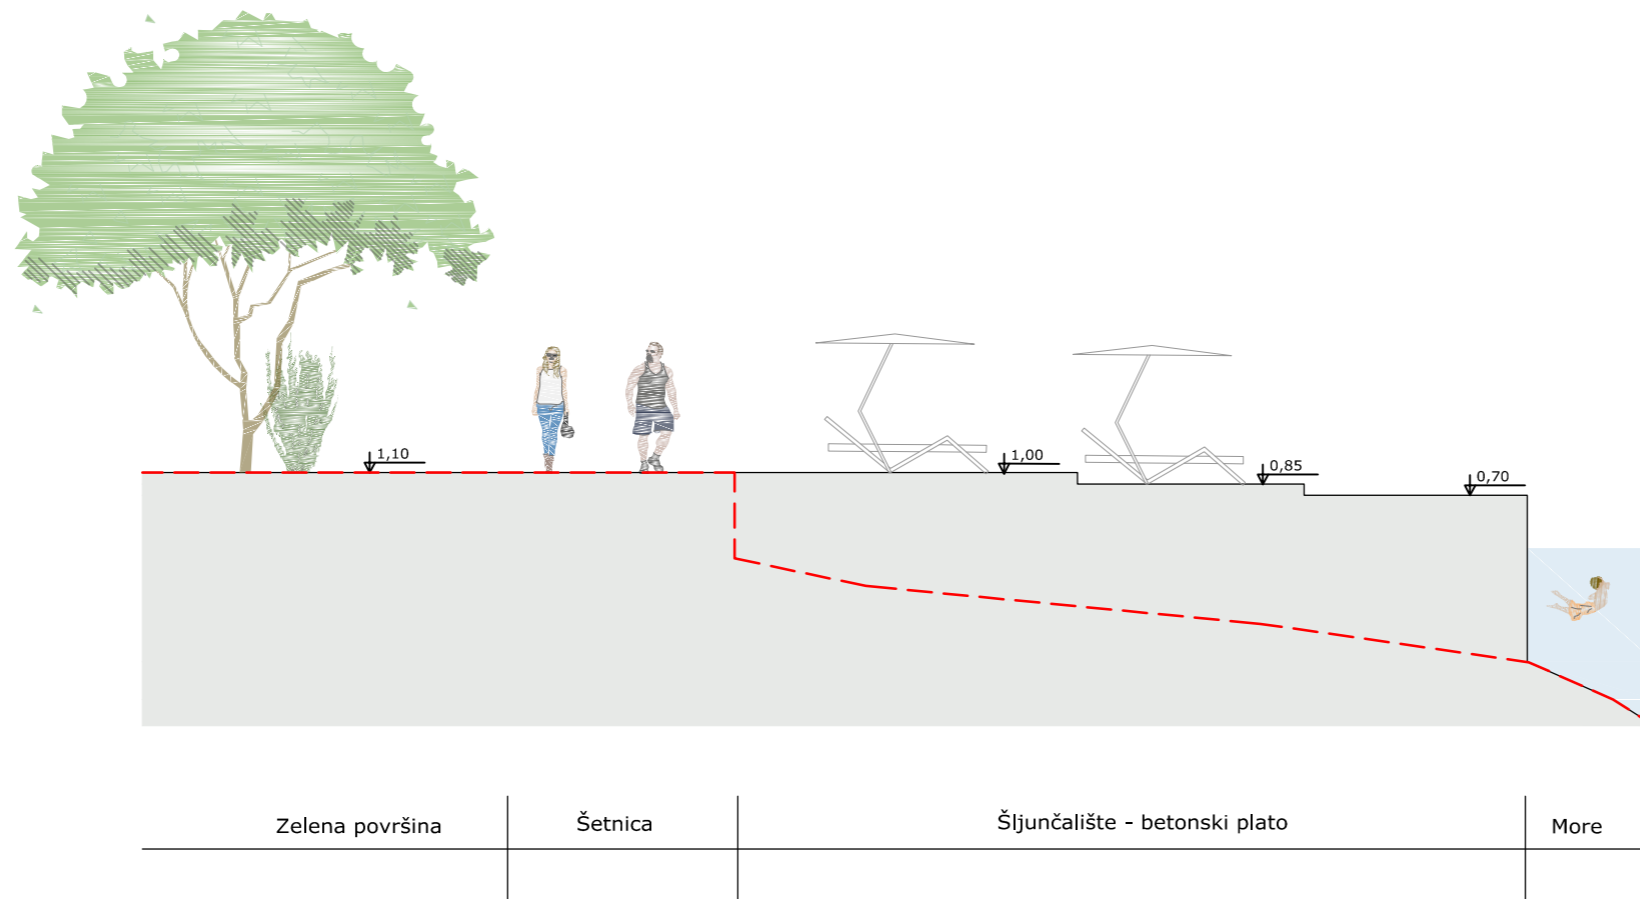 1,10
1,00
0,85
0,70
Zelena površina
Šetnica
Šljunčalište - betonski plato
More